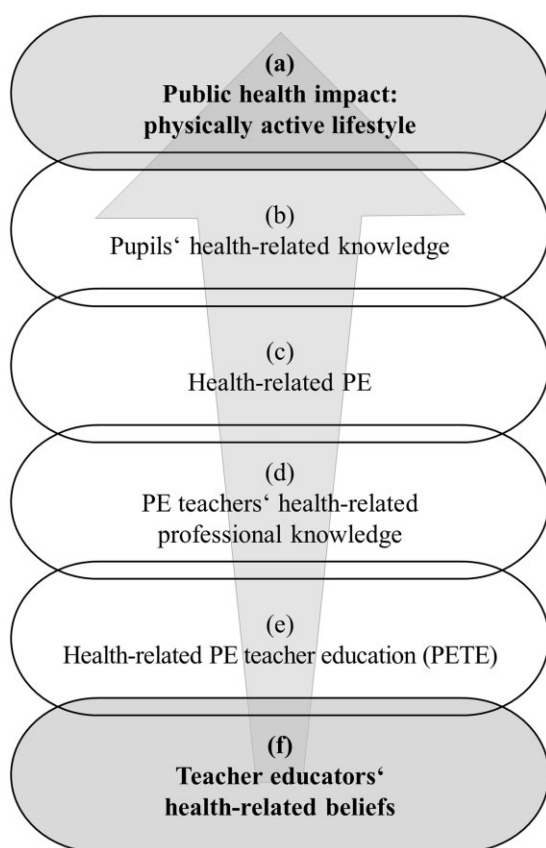 (a)
Public health impact:
physically active lifestyle
(b)
Pupils‘ health-related knowledge
(c)
Health-related PE
(d)
PE teachers‘ health-related
professional knowledge
(e)
Health-related PE teacher education (PETE)
(f)
Teacher educators‘
health-related beliefs